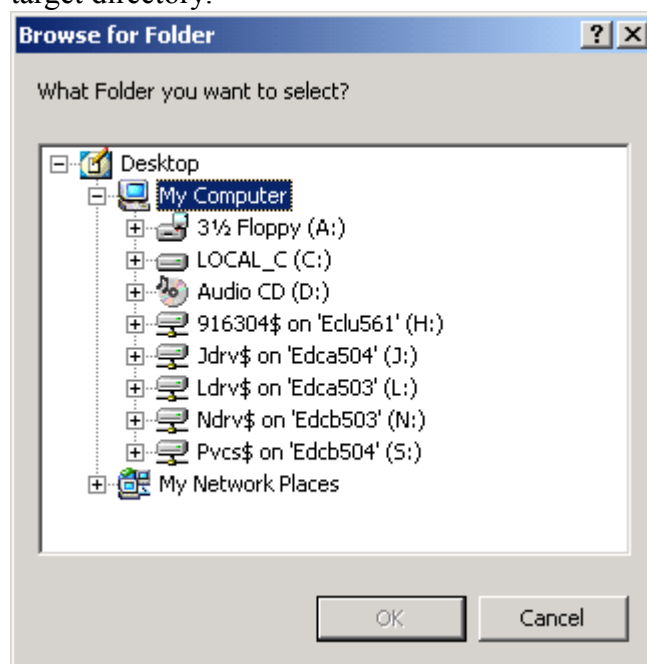 target directory.
Browse for Folder
What Folder you want to select?
Desktop
My Computer
3½ Floppy (A:)
LOCAL_C (C:)
Audio CD (D:)
916304$ on 'Eclu561' (H:)
Jdrv$ on 'Edca504' (J:)
Ldrv$ on 'Edca503' (L:)
Ndrv$ on 'Edcb503' (N:)
Pvcs$ on 'Edcb504' (S:)
My Network Places
OK Cancel